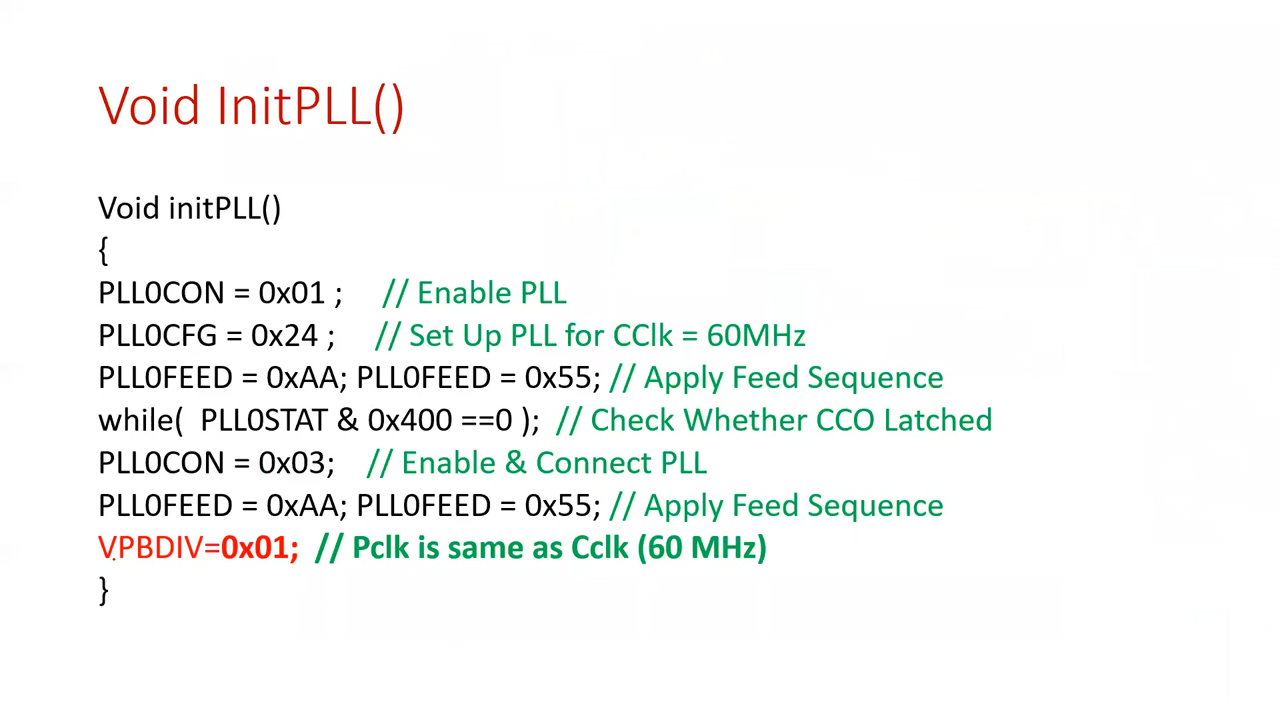 Void InitPLL()
Void initPLL()
{
PLL0CON = 0x01 ; // Enable PLL
PLL0CFG = 0x24 ; // Set Up PLL for CClk = 60MHz
PLL0FEED = 0xAA; PLL0FEED = 0x55; // Apply Feed Sequence
while( PLL0STAT & 0x400 ==0 ); // Check Whether CCO Latched
PLL0CON = 0x03; // Enable & Connect PLL
PLL0FEED = 0xAA; PLL0FEED = 0x55; // Apply Feed Sequence
VPBDIV=0x01; // Pclk is same as Cclk (60 MHz)
}